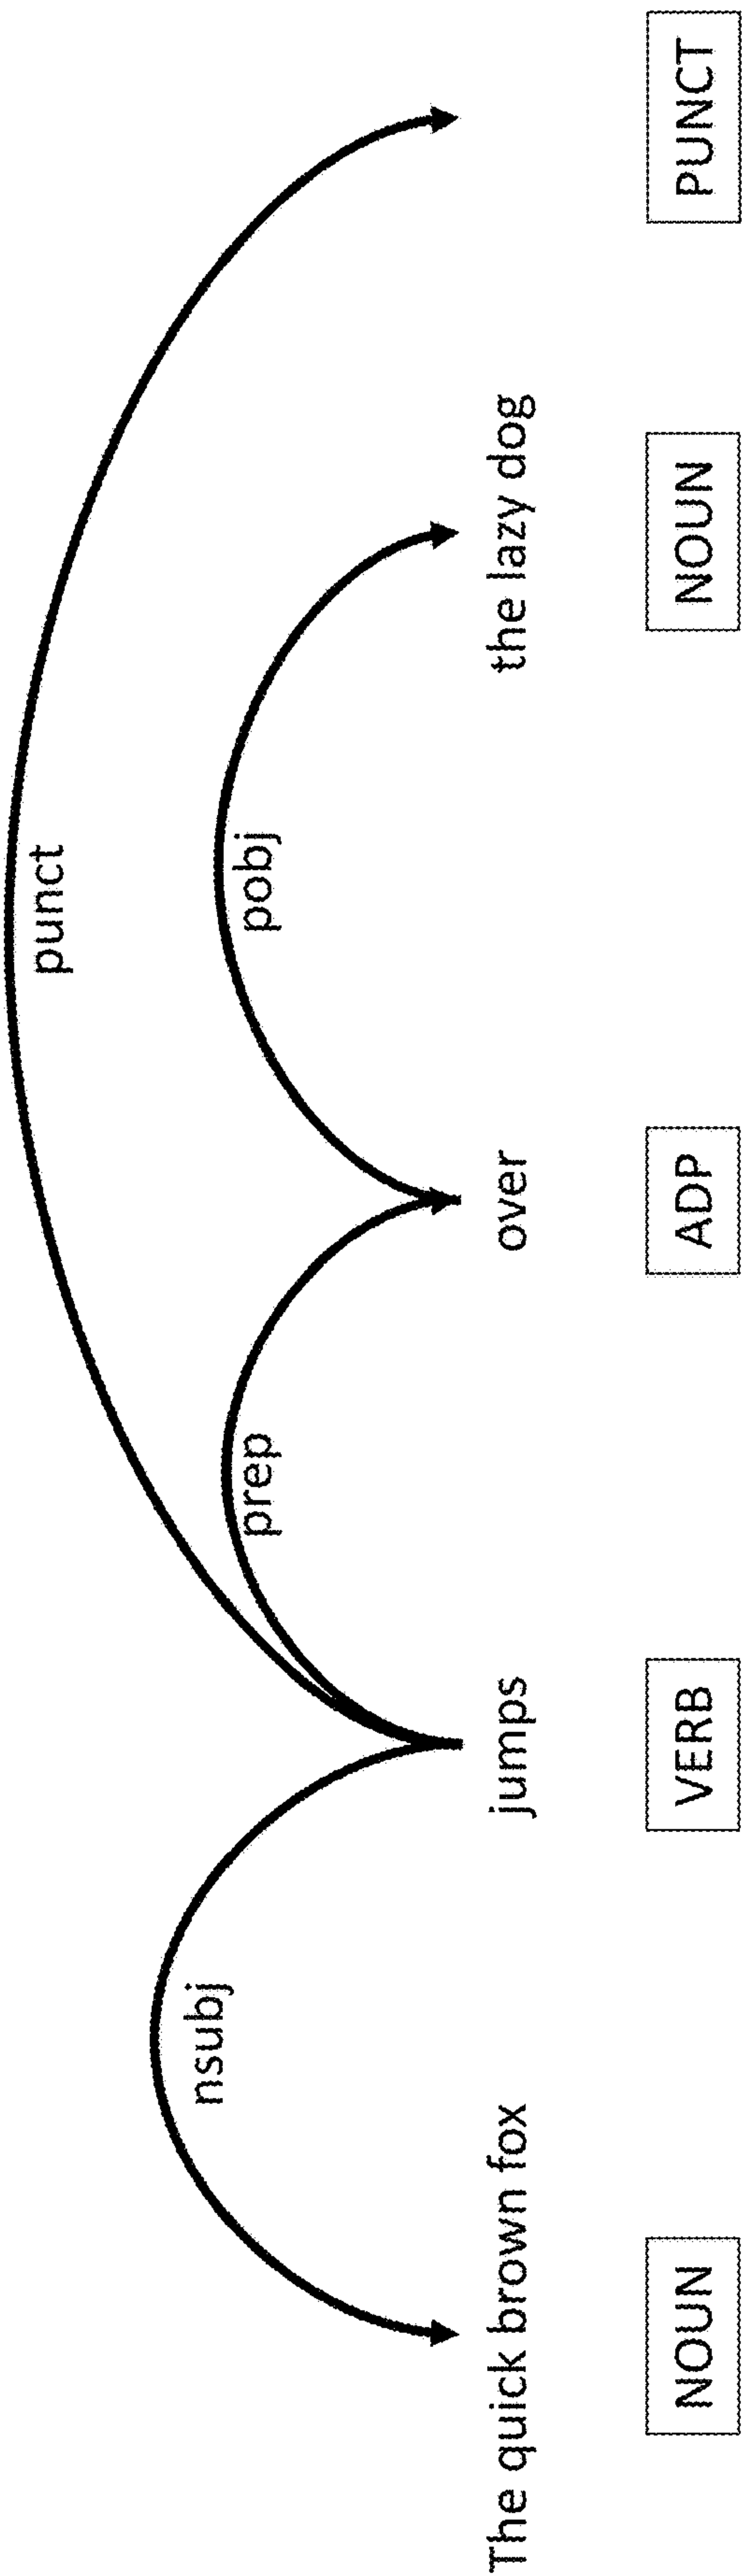 punct
nsubj prep pobj
The quick brown fox jumps over the lazy dog
NOUN VERB ADP NOUN PUNCT